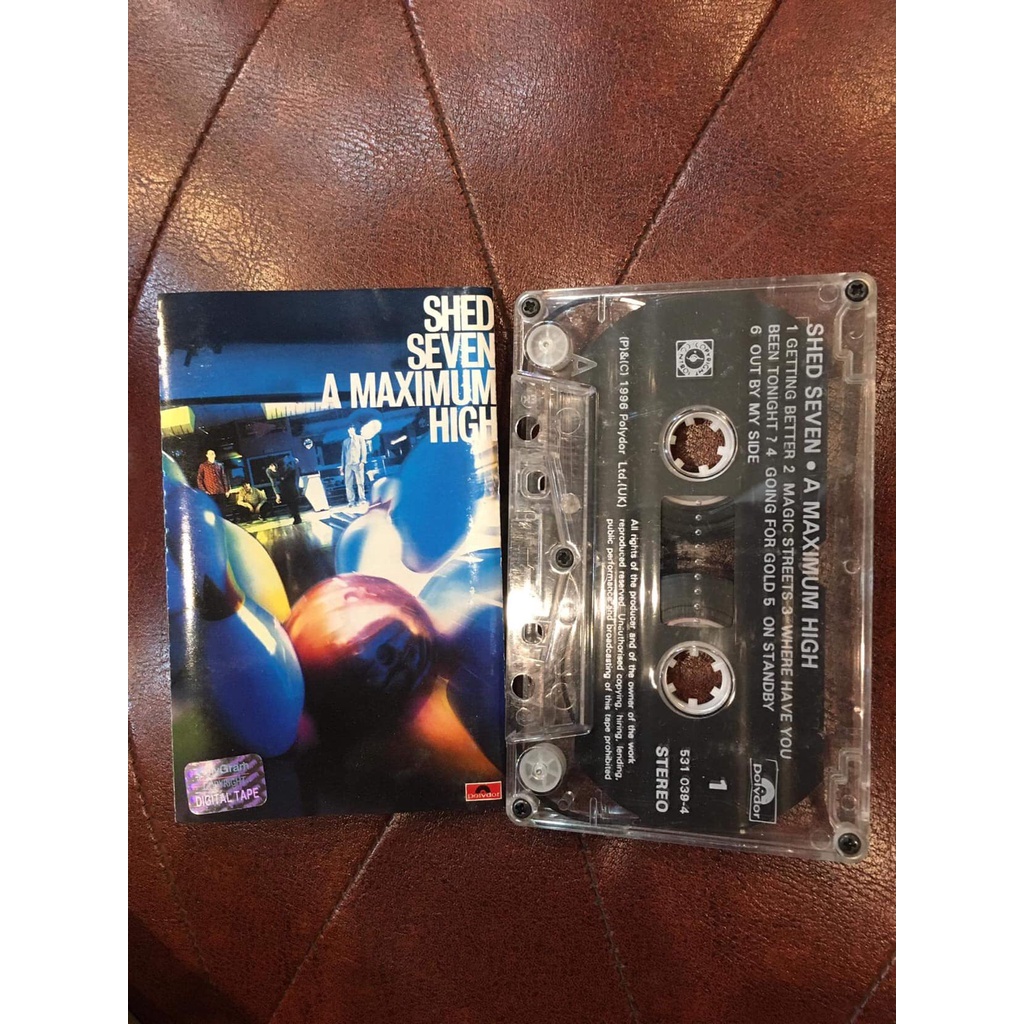 SHED
SEVEN
A MAXIMUM
HIGH
PolyGram
COPYRIGHT
DIGITAL TAPE
Polydor
SHED SEVEN • A MAXIMUM HIGH
1 GETTING BETTER 2 MAGIC STREETS 3 WHERE HAVE YOU
BEEN TONIGHT ? 4 GOING FOR GOLD 5 ON STANDBY
6 OUT BY MY SIDE
Polydor
1
531 039-4
STEREO
(P)&(C) 1996 Polydor Ltd.(UK)
All rights of the producer and of the owner of the work
reproduced reserved. Unauthorised copying, hiring, lending,
public performance and broadcasting of this tape prohibited